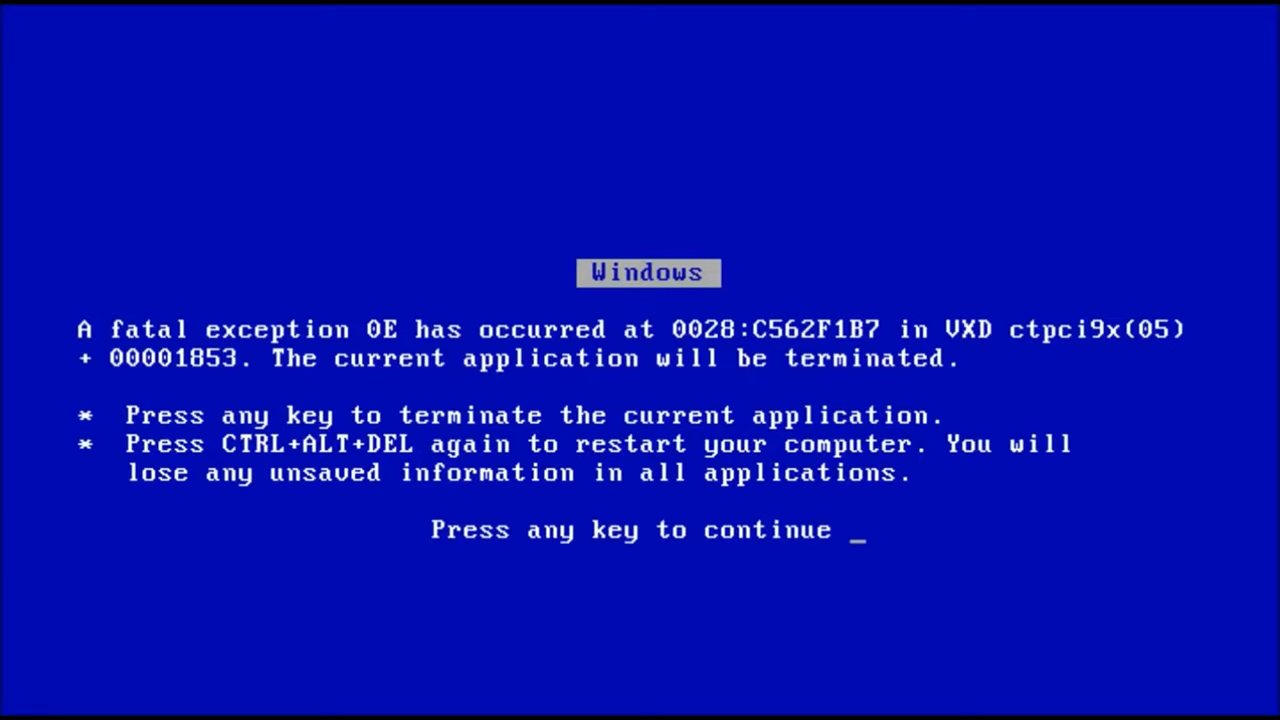 Windows
A fatal exception 0E has occurred at 0028:C562F1B7 in VXD ctpci9x(05)
+ 00001853. The current application will be terminated.
* Press any key to terminate the current application.
* Press CTRL+ALT+DEL again to restart your computer. You will
lose any unsaved information in all applications.
Press any key to continue _